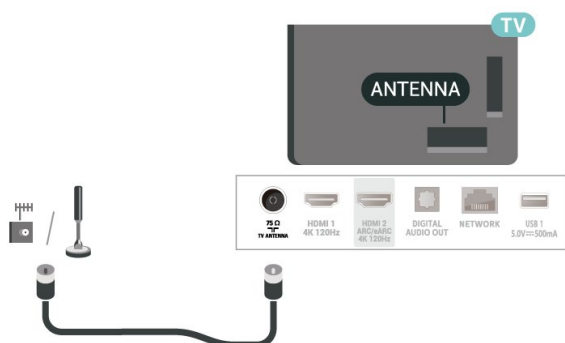 TV
ANTENNA
75 Ω
TV ANTENNA
HDMI 1
4K 120Hz
HDMI 2
ARC/eARC
4K 120Hz
DIGITAL
AUDIO OUT
NETWORK
USB 1
5.0V⎓500mA